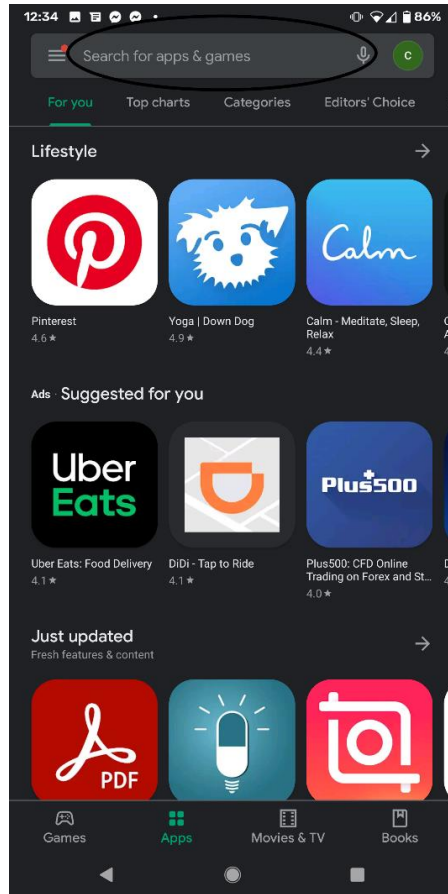 12:34
86%
Search for apps & games
C
For you Top charts Categories Editors' Choice
Lifestyle
Calm
Pinterest
4.6★
Yoga | Down Dog
4.9★
Calm - Meditate, Sleep,
Relax
4.4★
Ads · Suggested for you
Uber
Eats
Plus500
Uber Eats: Food Delivery
4.1★
DiDi - Tap to Ride
4.1★
Plus500: CFD Online
Trading on Forex and St...
4.0★
Just updated
Fresh features & content
PDF
Games Apps Movies & TV Books